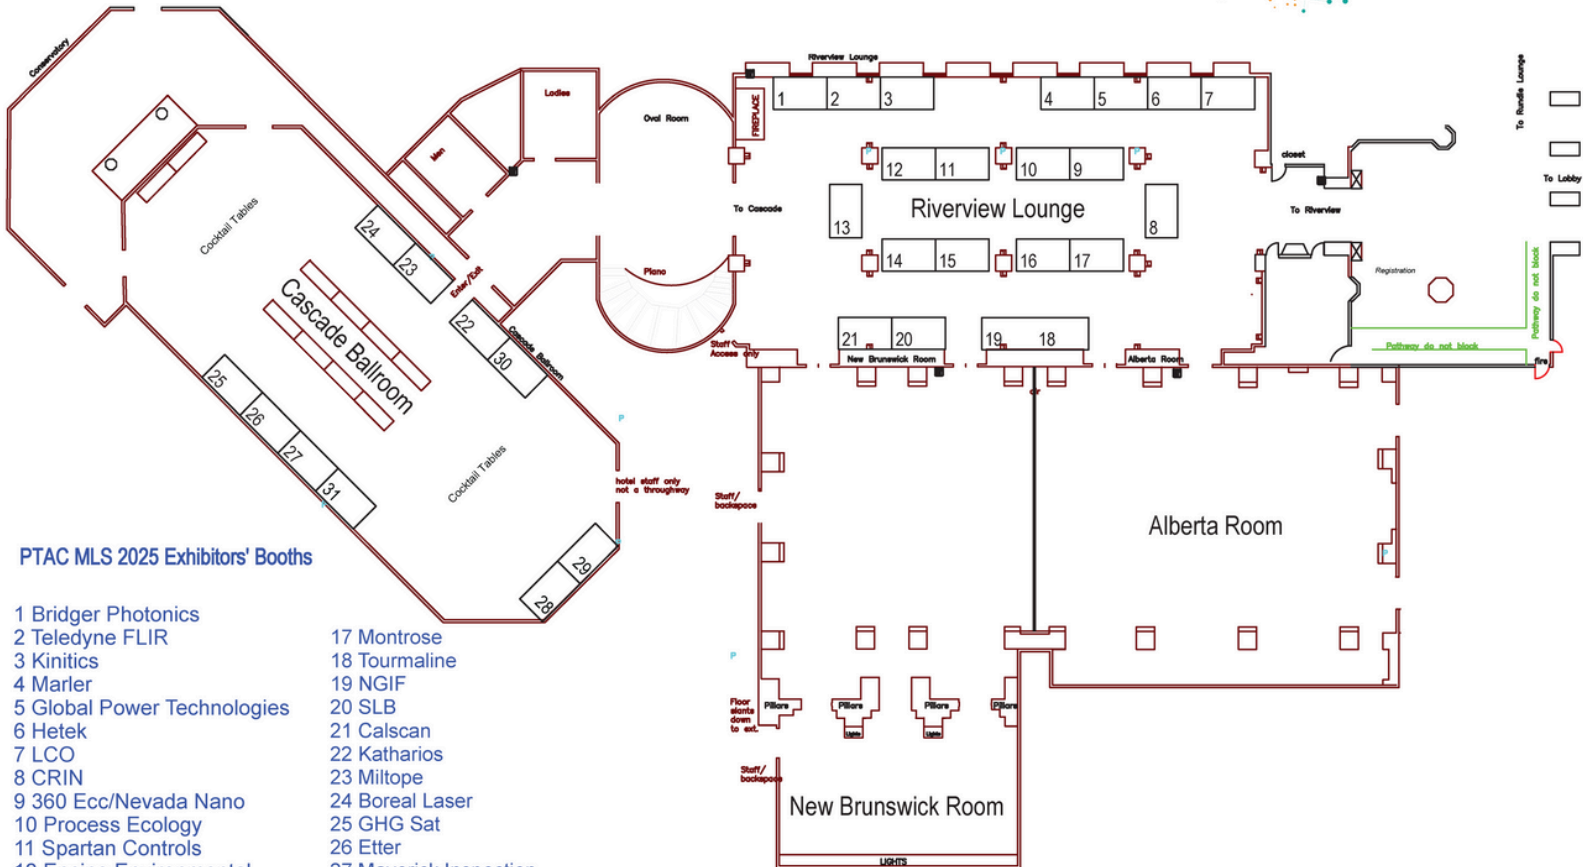 Conservatory
Cocktail Tables
Men
Ladies
Oval Room
Piano
Enter/Exit
Cascade Ballroom
24
23
22
30
Cascade Ballroom
25
26
27
31
Cocktail Tables
28
29
hotel staff only
not a throughway
P
Riverview Lounge
FIREPLACE
1
2
3
4
5
6
7
To Cascade
12
11
10
9
13
Riverview Lounge
8
14
15
16
17
21
20
19
18
Staff
Access only
New Brunswick Room
Alberta Room
closet
To Riverview
To Rundle Lounge
To Lobby
Registration
Pathway do not block
Pathway do not block
fire
Staff/
backspace
Alberta Room
P
P
Floor
slants
down
to ext.
Pillars
Pillars
Pillars
Pillars
Lights
Lights
Staff/
backspace
New Brunswick Room
LIGHTS
PTAC MLS 2025 Exhibitors' Booths
1 Bridger Photonics
2 Teledyne FLIR
3 Kinitics
4 Marler
5 Global Power Technologies
6 Hetek
7 LCO
8 CRIN
9 360 Ecc/Nevada Nano
10 Process Ecology
11 Spartan Controls
17 Montrose
18 Tourmaline
19 NGIF
20 SLB
21 Calscan
22 Katharios
23 Miltope
24 Boreal Laser
25 GHG Sat
26 Etter
27 Maverick Inspection